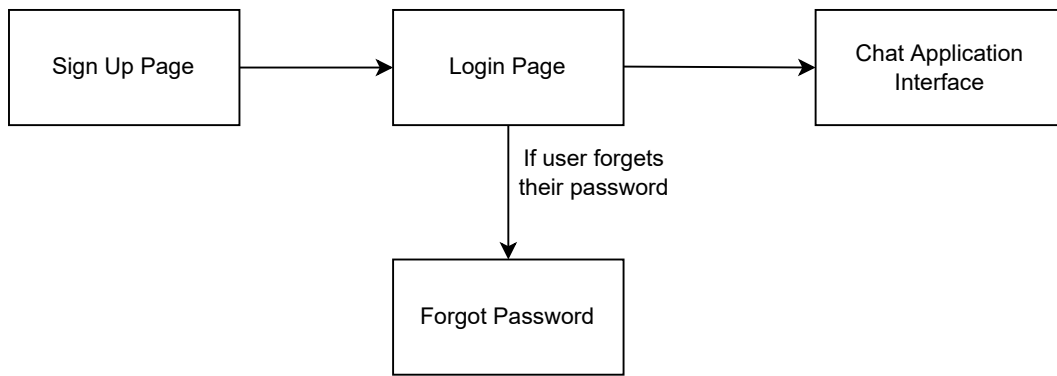 Sign Up Page
Login Page
Chat Application
Interface
If user forgets
their password
Forgot Password